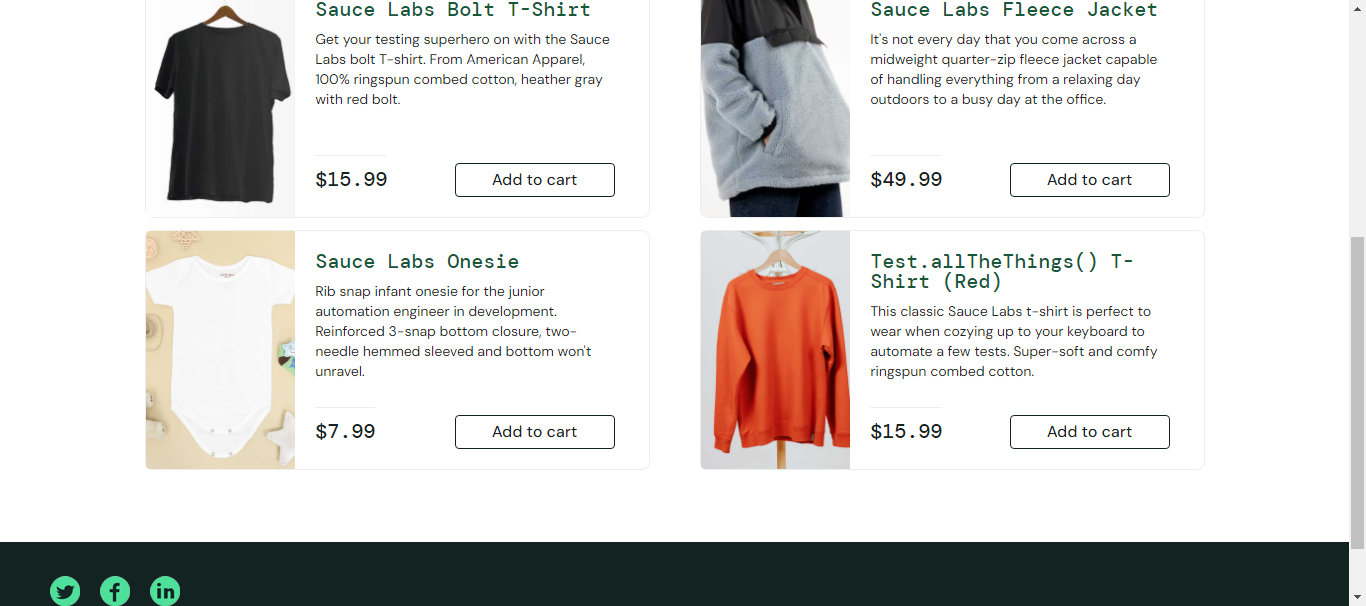 Sauce Labs Bolt T-Shirt
Get your testing superhero on with the Sauce
Labs bolt T-shirt. From American Apparel,
100% ringspun combed cotton, heather gray
with red bolt.
$15.99
Add to cart
Sauce Labs Fleece Jacket
It's not every day that you come across a
midweight quarter-zip fleece jacket capable
of handling everything from a relaxing day
outdoors to a busy day at the office.
$49.99
Add to cart
Sauce Labs Onesie
Rib snap infant onesie for the junior
automation engineer in development.
Reinforced 3-snap bottom closure, two-
needle hemmed sleeved and bottom won't
unravel.
$7.99
Add to cart
Test.allTheThings() T-
Shirt (Red)
This classic Sauce Labs t-shirt is perfect to
wear when cozying up to your keyboard to
automate a few tests. Super-soft and comfy
ringspun combed cotton.
$15.99
Add to cart